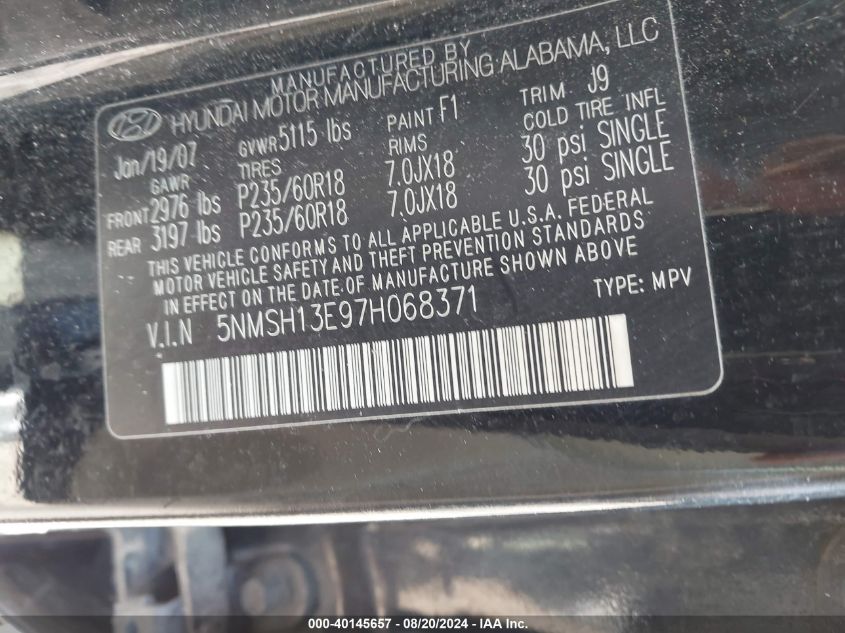 MANUFACTURED BY
HYUNDAI MOTOR MANUFACTURING ALABAMA, LLC
Jan/19/07 GVWR 5115 lbs PAINT F1 TRIM J9
GAWR TIRES RIMS COLD TIRE INFL
FRONT 2976 lbs P235/60R18 7.0JX18 30 psi SINGLE
REAR 3197 lbs P235/60R18 7.0JX18 30 psi SINGLE
THIS VEHICLE CONFORMS TO ALL APPLICABLE U.S.A. FEDERAL
MOTOR VEHICLE SAFETY AND THEFT PREVENTION STANDARDS
IN EFFECT ON THE DATE OF MANUFACTURE SHOWN ABOVE
V.I.N 5NMSH13E97H068371 TYPE: MPV
000-40145657 - 08/20/2024 - IAA Inc.